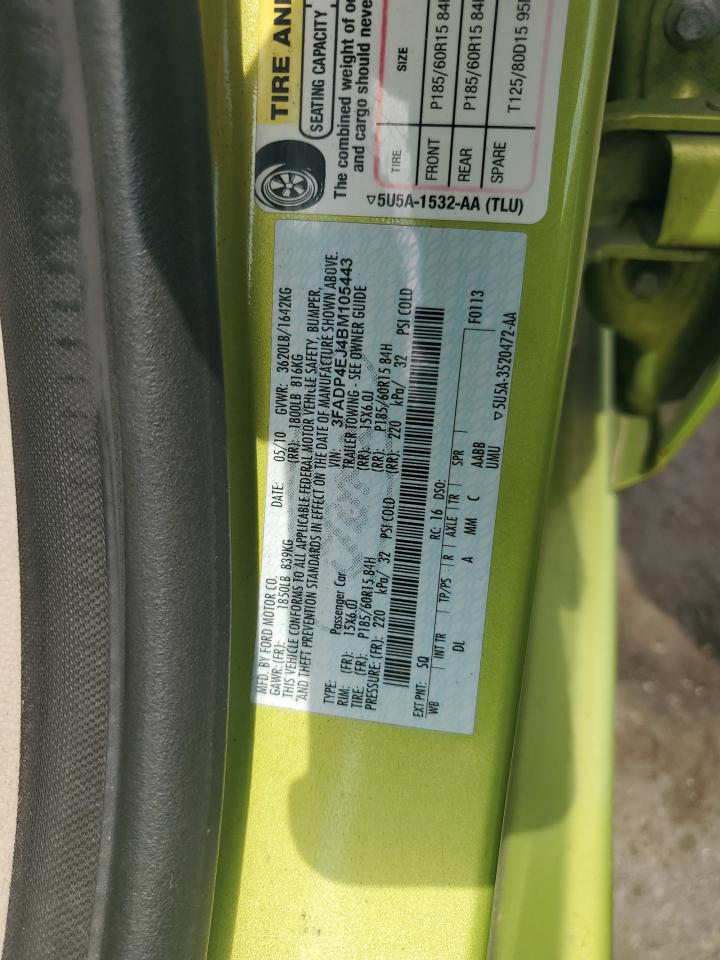 TIRE AN
SEATING CAPACITY
The combined weight of oc
and cargo should never
TIRE SIZE
FRONT P185/60R15 84H
REAR P185/60R15 84H
SPARE T125/80D15 95
▽5U5A-1532-AA (TLU)
MFD. BY FORD MOTOR CO. DATE: 05/10 GVWR: 3620LB/1642KG
GAWR: (FR): 1850LB 839KG (RR): 1800LB 816KG
THIS VEHICLE CONFORMS TO ALL APPLICABLE FEDERAL MOTOR VEHICLE SAFETY, BUMPER,
AND THEFT PREVENTION STANDARDS IN EFFECT ON THE DATE OF MANUFACTURE SHOWN ABOVE.
VIN: 3FADP4EJ4BM105443
TYPE: Passenger Car TRAILER TOWING - SEE OWNER GUIDE
RIM: (FR): 15X6.0J (RR): 15X6.0J
TIRE: (FR): P185/60R15 84H (RR): P185/60R15 84H
PRESSURE: (FR): 220 kPa/ 32 PSI COLD (RR): 220 kPa/ 32 PSI COLD
EXT PNT: SQ RC: 16 DSO: F0113
WB INT TR TP/PS R AXLE TR SPR
DL A MM C AABB
UMU
▽5U5A-3520472-AA